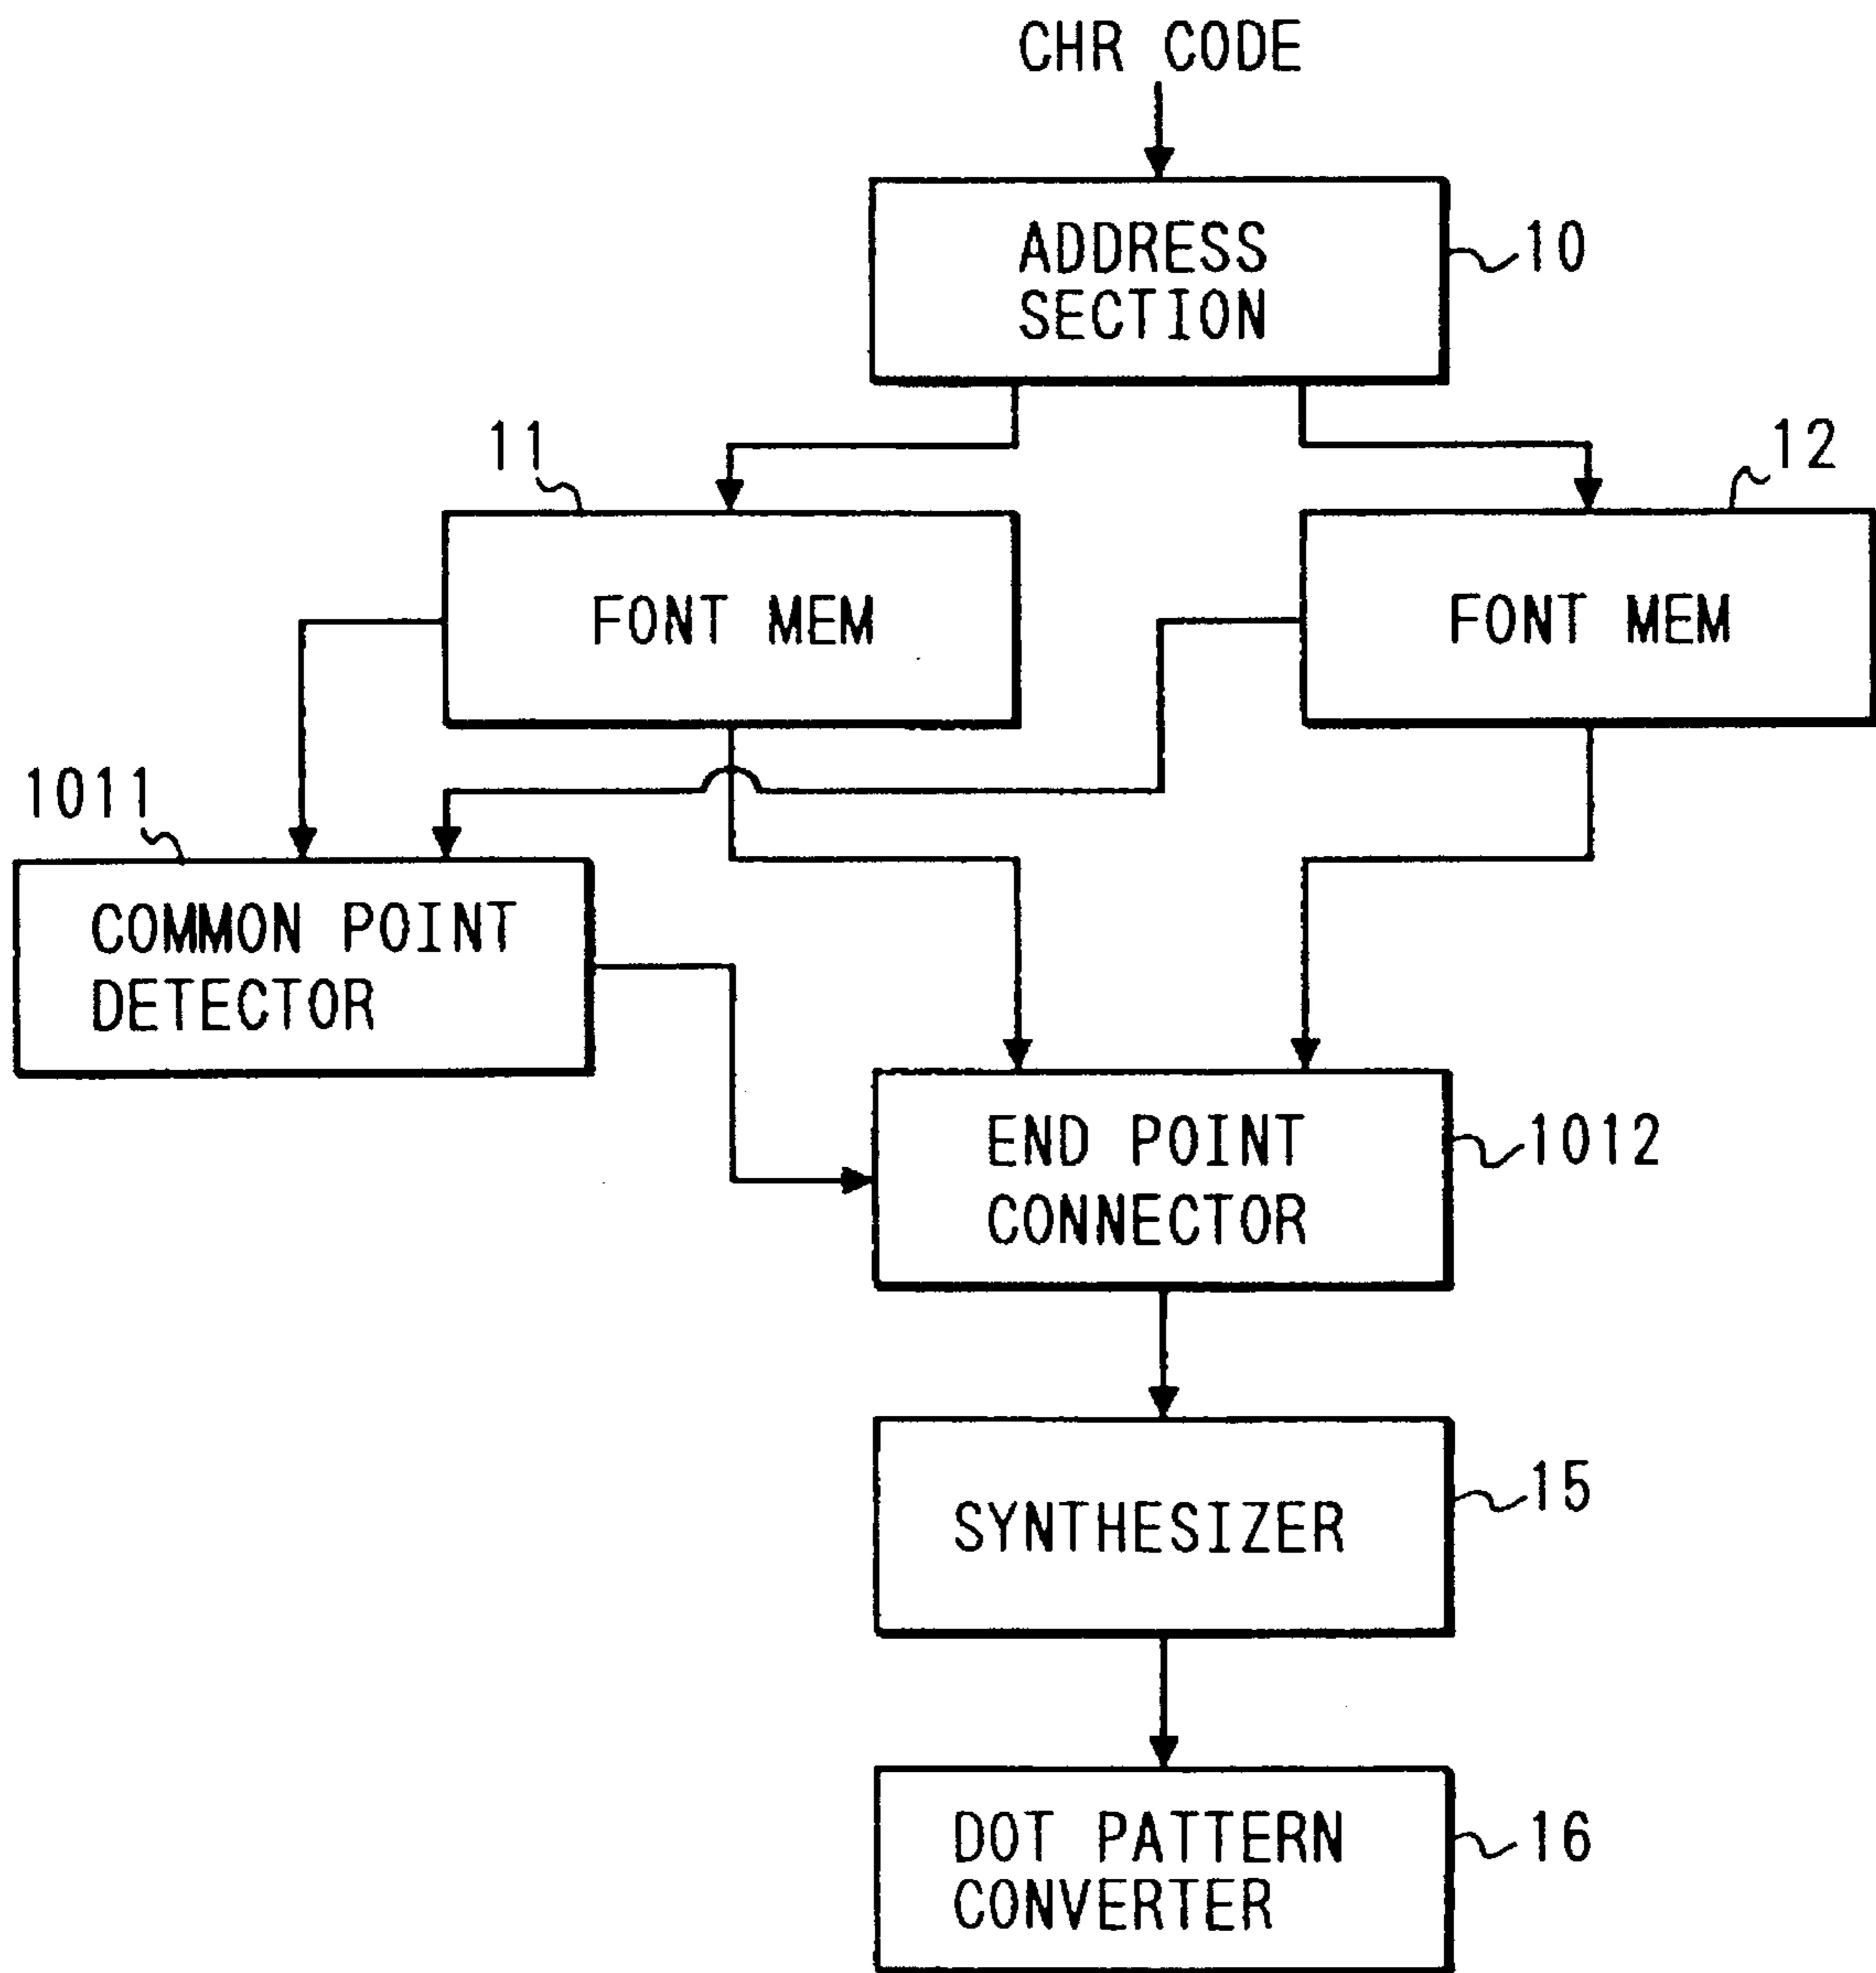 CHR CODE
ADDRESS
SECTION
10
11
12
FONT MEM
FONT MEM
1011
COMMON POINT
DETECTOR
END POINT
CONNECTOR
1012
SYNTHESIZER
15
DOT PATTERN
CONVERTER
16